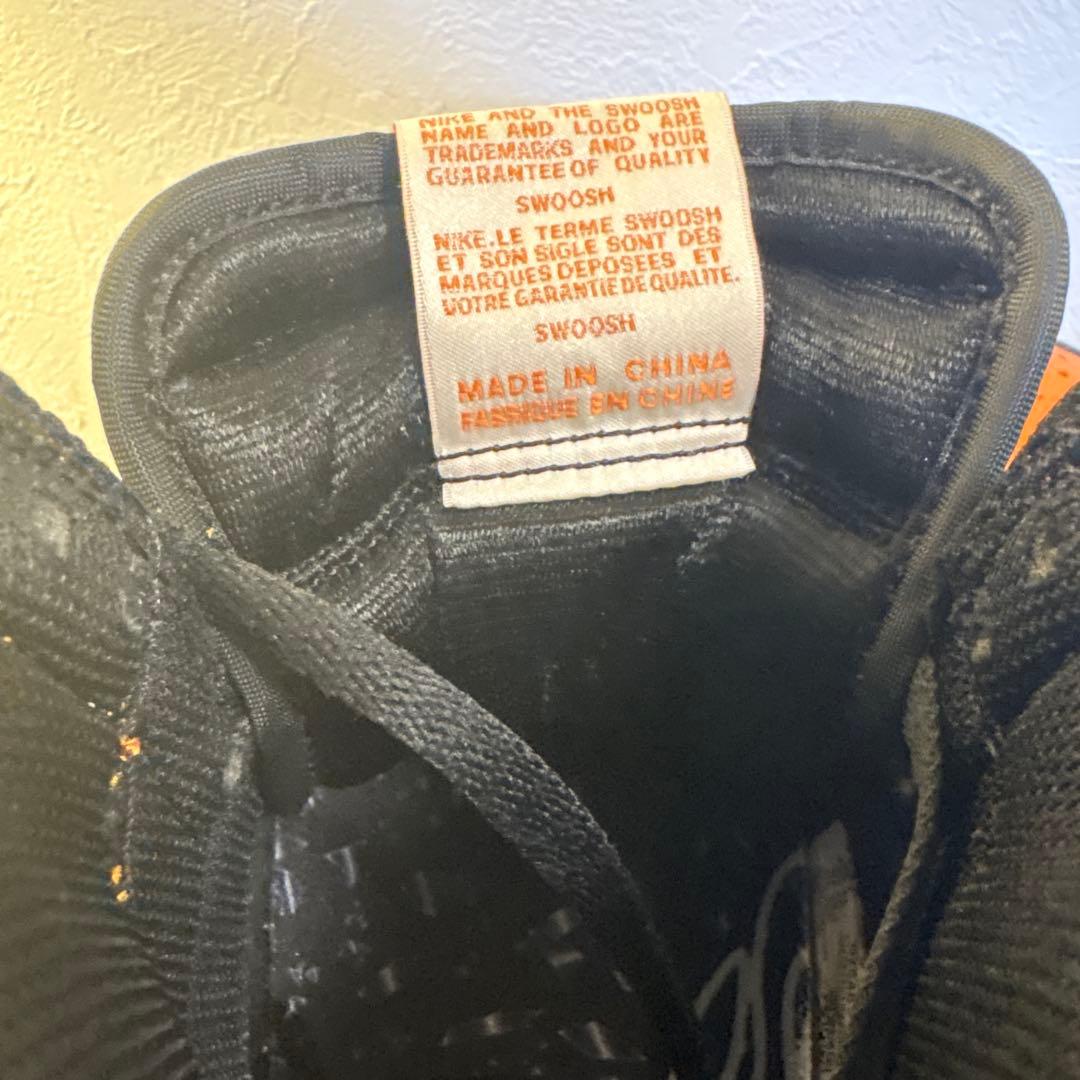 NIKE AND THE SWOOSH
NAME AND LOGO ARE
TRADEMARKS AND YOUR
GUARANTEE OF QUALITY
SWOOSH
NIKE.LE TERME SWOOSH
ET SON SIGLE SONT DES
MARQUES DEPOSEES ET
VOTRE GARANTIE DE QUALITE.
SWOOSH
MADE IN CHINA
FABRIQUE EN CHINE